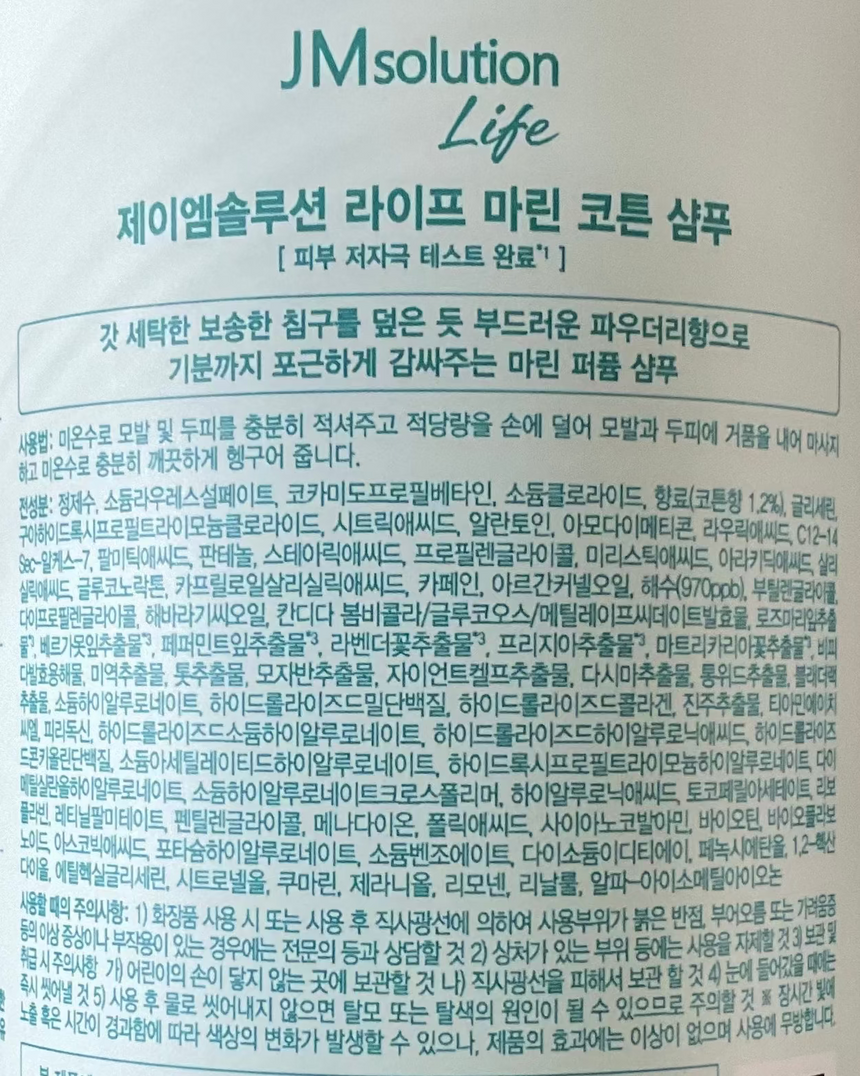 JMsolution
Life
제이엠솔루션 라이프 마린 코튼 샴푸
[ 피부 저자극 테스트 완료*1 ]
갓 세탁한 보송한 침구를 덮은 듯 부드러운 파우더리향으로
기분까지 포근하게 감싸주는 마린 퍼퓸 샴푸
사용법: 미온수로 모발 및 두피를 충분히 적셔주고 적당량을 손에 덜어 모발과 두피에 거품을 내어 마사지
하고 미온수로 충분히 깨끗하게 헹구어 줍니다.
전성분: 정제수, 소듐라우레스설페이트, 코카미도프로필베타인, 소듐클로라이드, 향료(코튼향 1.2%), 글리세린,
구아하이드록시프로필트라이모늄클로라이드, 시트릭애씨드, 알란토인, 아모다이메티콘, 라우릭애씨드, C12-14
Sec-알케스-7, 팔미틱애씨드, 판테놀, 스테아릭애씨드, 프로필렌글라이콜, 미리스틱애씨드, 아라키딕애씨드, 살리
실릭애씨드, 글루코노락톤, 카프릴로일살리실릭애씨드, 카페인, 아르간커넬오일, 해수(970ppb), 부틸렌글라이콜,
다이프로필렌글라이콜, 해바라기씨오일, 칸디다 봄비콜라/글루코오스/메틸레이프씨데이트발효물, 로즈마리잎추출
물*3, 베르가못잎추출물*3, 페퍼민트잎추출물*3, 라벤더꽃추출물*3, 프리지아추출물*3, 마트리카리아꽃추출물*3, 비피
다발효용해물, 미역추출물, 톳추출물, 모자반추출물, 자이언트켈프추출물, 다시마추출물, 통위드추출물, 블래더랙
추출물, 소듐하이알루로네이트, 하이드롤라이즈드밀단백질, 하이드롤라이즈드콜라겐, 진주추출물, 티아민에이치
씨엘, 피리독신, 하이드롤라이즈드소듐하이알루로네이트, 하이드롤라이즈드하이알루로닉애씨드, 하이드롤라이즈
드콘키올린단백질, 소듐아세틸레이티드하이알루로네이트, 하이드록시프로필트라이모늄하이알루로네이트, 다이
메틸실란올하이알루로네이트, 소듐하이알루로네이트크로스폴리머, 하이알루로닉애씨드, 토코페릴아세테이트, 리보
플라빈, 레티닐팔미테이트, 펜틸렌글라이콜, 메나다이온, 폴릭애씨드, 사이아노코발아민, 바이오틴, 바이오플라보
노이드, 아스코빅애씨드, 포타슘하이알루로네이트, 소듐벤조에이트, 다이소듐이디티에이, 페녹시에탄올, 1,2-헥산
다이올, 에틸헥실글리세린, 시트로넬올, 쿠마린, 제라니올, 리모넨, 리날룰, 알파-아이소메틸아이오논
사용할 때의 주의사항: 1) 화장품 사용 시 또는 사용 후 직사광선에 의하여 사용부위가 붉은 반점, 부어오름 또는 가려움증
등의 이상 증상이나 부작용이 있는 경우에는 전문의 등과 상담할 것 2) 상처가 있는 부위 등에는 사용을 자제할 것 3) 보관 및
취급 시 주의사항 가) 어린이의 손이 닿지 않는 곳에 보관할 것 나) 직사광선을 피해서 보관 할 것 4) 눈에 들어갔을 때에는
즉시 씻어낼 것 5) 사용 후 물로 씻어내지 않으면 탈모 또는 탈색의 원인이 될 수 있으므로 주의할 것 ※ 장시간 빛에
노출 혹은 시간이 경과함에 따라 색상의 변화가 발생할 수 있으나, 제품의 효과에는 이상이 없으며 사용에 무방합니다.